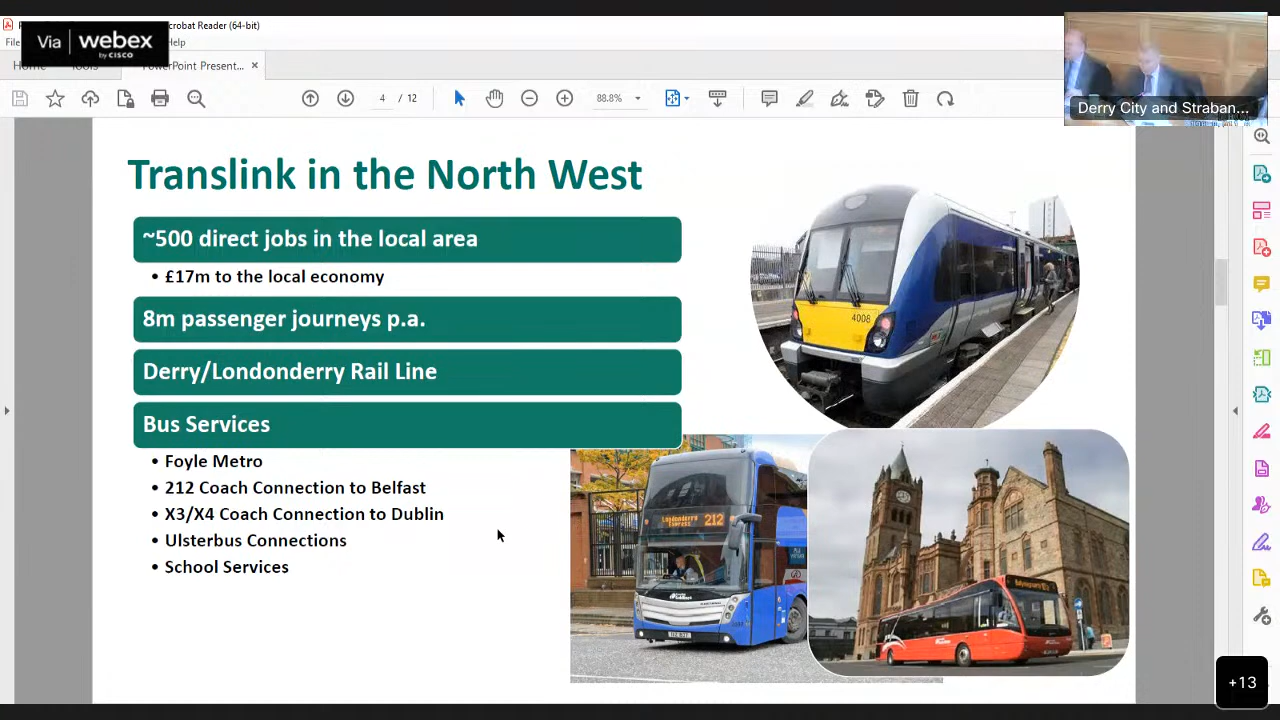 Via webex
by CISCO
crobat Reader (64-bit)
File
Help
Home Tools PowerPoint Present... ×
4 / 12
88.8%
Derry City and Straban...
Translink in the North West
~500 direct jobs in the local area
• £17m to the local economy
8m passenger journeys p.a.
Derry/Londonderry Rail Line
Bus Services
• Foyle Metro
• 212 Coach Connection to Belfast
• X3/X4 Coach Connection to Dublin
• Ulsterbus Connections
• School Services
4008
Londonderry
Express 212
+13